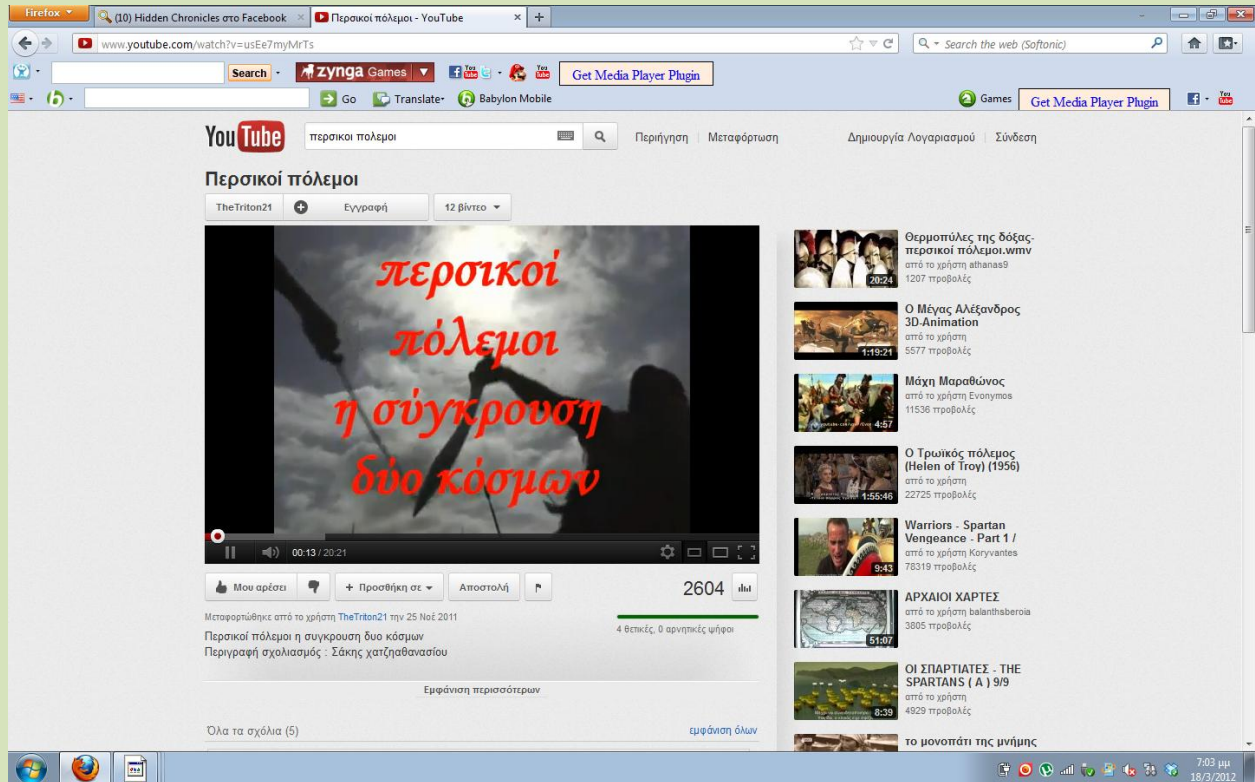 Firefox
(10) Hidden Chronicles στο Facebook
Περσικοί πόλεμοι - YouTube
www.youtube.com/watch?v=usEe7myMrTs
Search the web (Softonic)
Search
zynga Games
You Tube
You Tube
Get Media Player Plugin
Go
Translate
Babylon Mobile
Games
Get Media Player Plugin
You Tube
You Tube
περσικοι πολεμοι
Περιήγηση
Μεταφόρτωση
Δημιουργία Λογαριασμού
Σύνδεση
Περσικοί πόλεμοι
TheTriton21
Εγγραφή
12 βίντεο
περσικοί
πόλεμοι
η σύγκρουση
δύο κόσμων
00:13 / 20:21
Μου αρέσει
Προσθήκη σε
Αποστολή
2604
Μεταφορτώθηκε από το χρήστη TheTriton21 την 25 Νοέ 2011
4 θετικές, 0 αρνητικές ψήφοι
Περσικοί πόλεμοι η συγκρουση δυο κόσμων
Περιγραφή σχολιασμός : Σάκης χατζηαθανασίου
Εμφάνιση περισσότερων
Όλα τα σχόλια (5)
εμφάνιση όλων
Θερμοπύλες της δόξας-
περσικοί πόλεμοι.wmv
από το χρήστη athanas9
1207 προβολές
20:24
Ο Μέγας Αλέξανδρος
3D-Animation
από το χρήστη
5577 προβολές
1:19:21
Μάχη Μαραθώνος
από το χρήστη Evonymos
11536 προβολές
4:57
Ο Τρωϊκός πόλεμος
(Helen of Troy) (1956)
από το χρήστη
22725 προβολές
1:55:46
Warriors - Spartan
Vengeance - Part 1 /
από το χρήστη Koryvantes
78319 προβολές
9:43
ΑΡΧΑΙΟΙ ΧΑΡΤΕΣ
από το χρήστη balanthsberoia
3805 προβολές
51:07
ΟΙ ΣΠΑΡΤΙΑΤΕΣ - THE
SPARTANS ( A ) 9/9
από το χρήστη
4929 προβολές
8:39
το μονοπάτι της μνήμης
7:03 μμ
18/3/2012